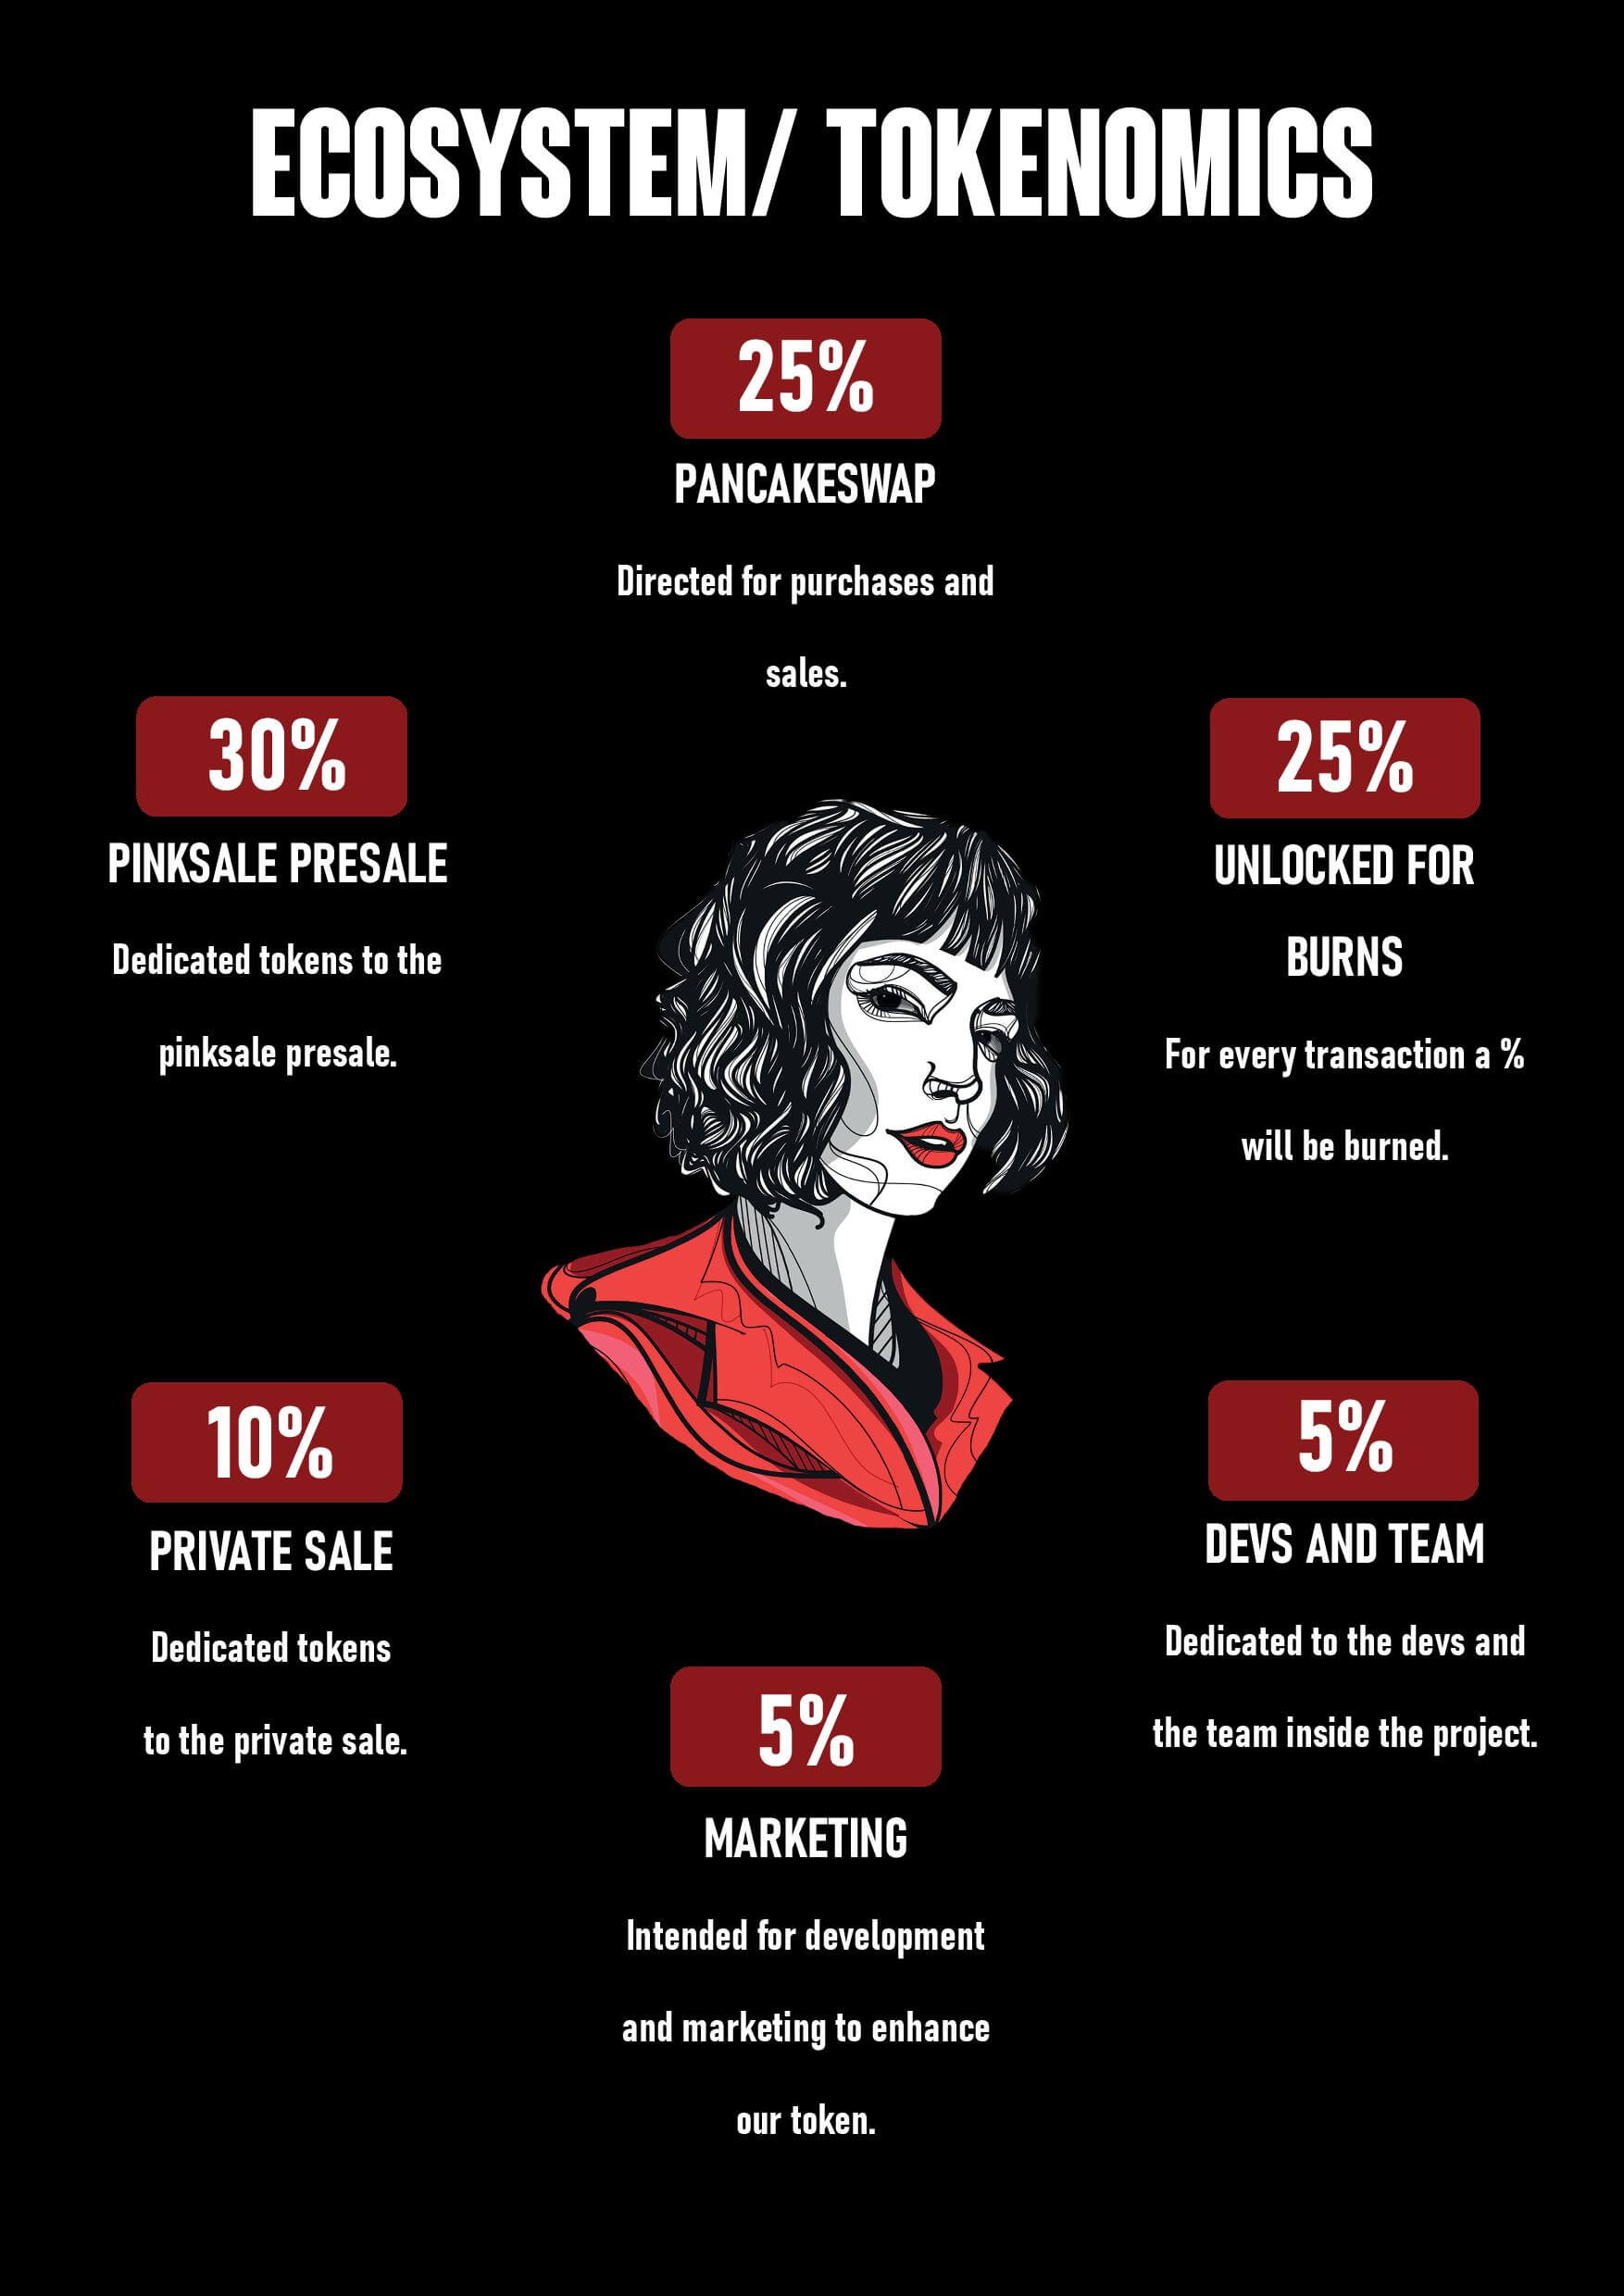 ECOSYSTEM/ TOKENOMICS
25%
PANCAKESWAP
Directed for purchases and
sales.
30%
PINKSALE PRESALE
Dedicated tokens to the
pinksale presale.
25%
UNLOCKED FOR
BURNS
For every transaction a %
will be burned.
10%
PRIVATE SALE
Dedicated tokens
to the private sale.
5%
DEVS AND TEAM
Dedicated to the devs and
the team inside the project.
5%
MARKETING
Intended for development
and marketing to enhance
our token.